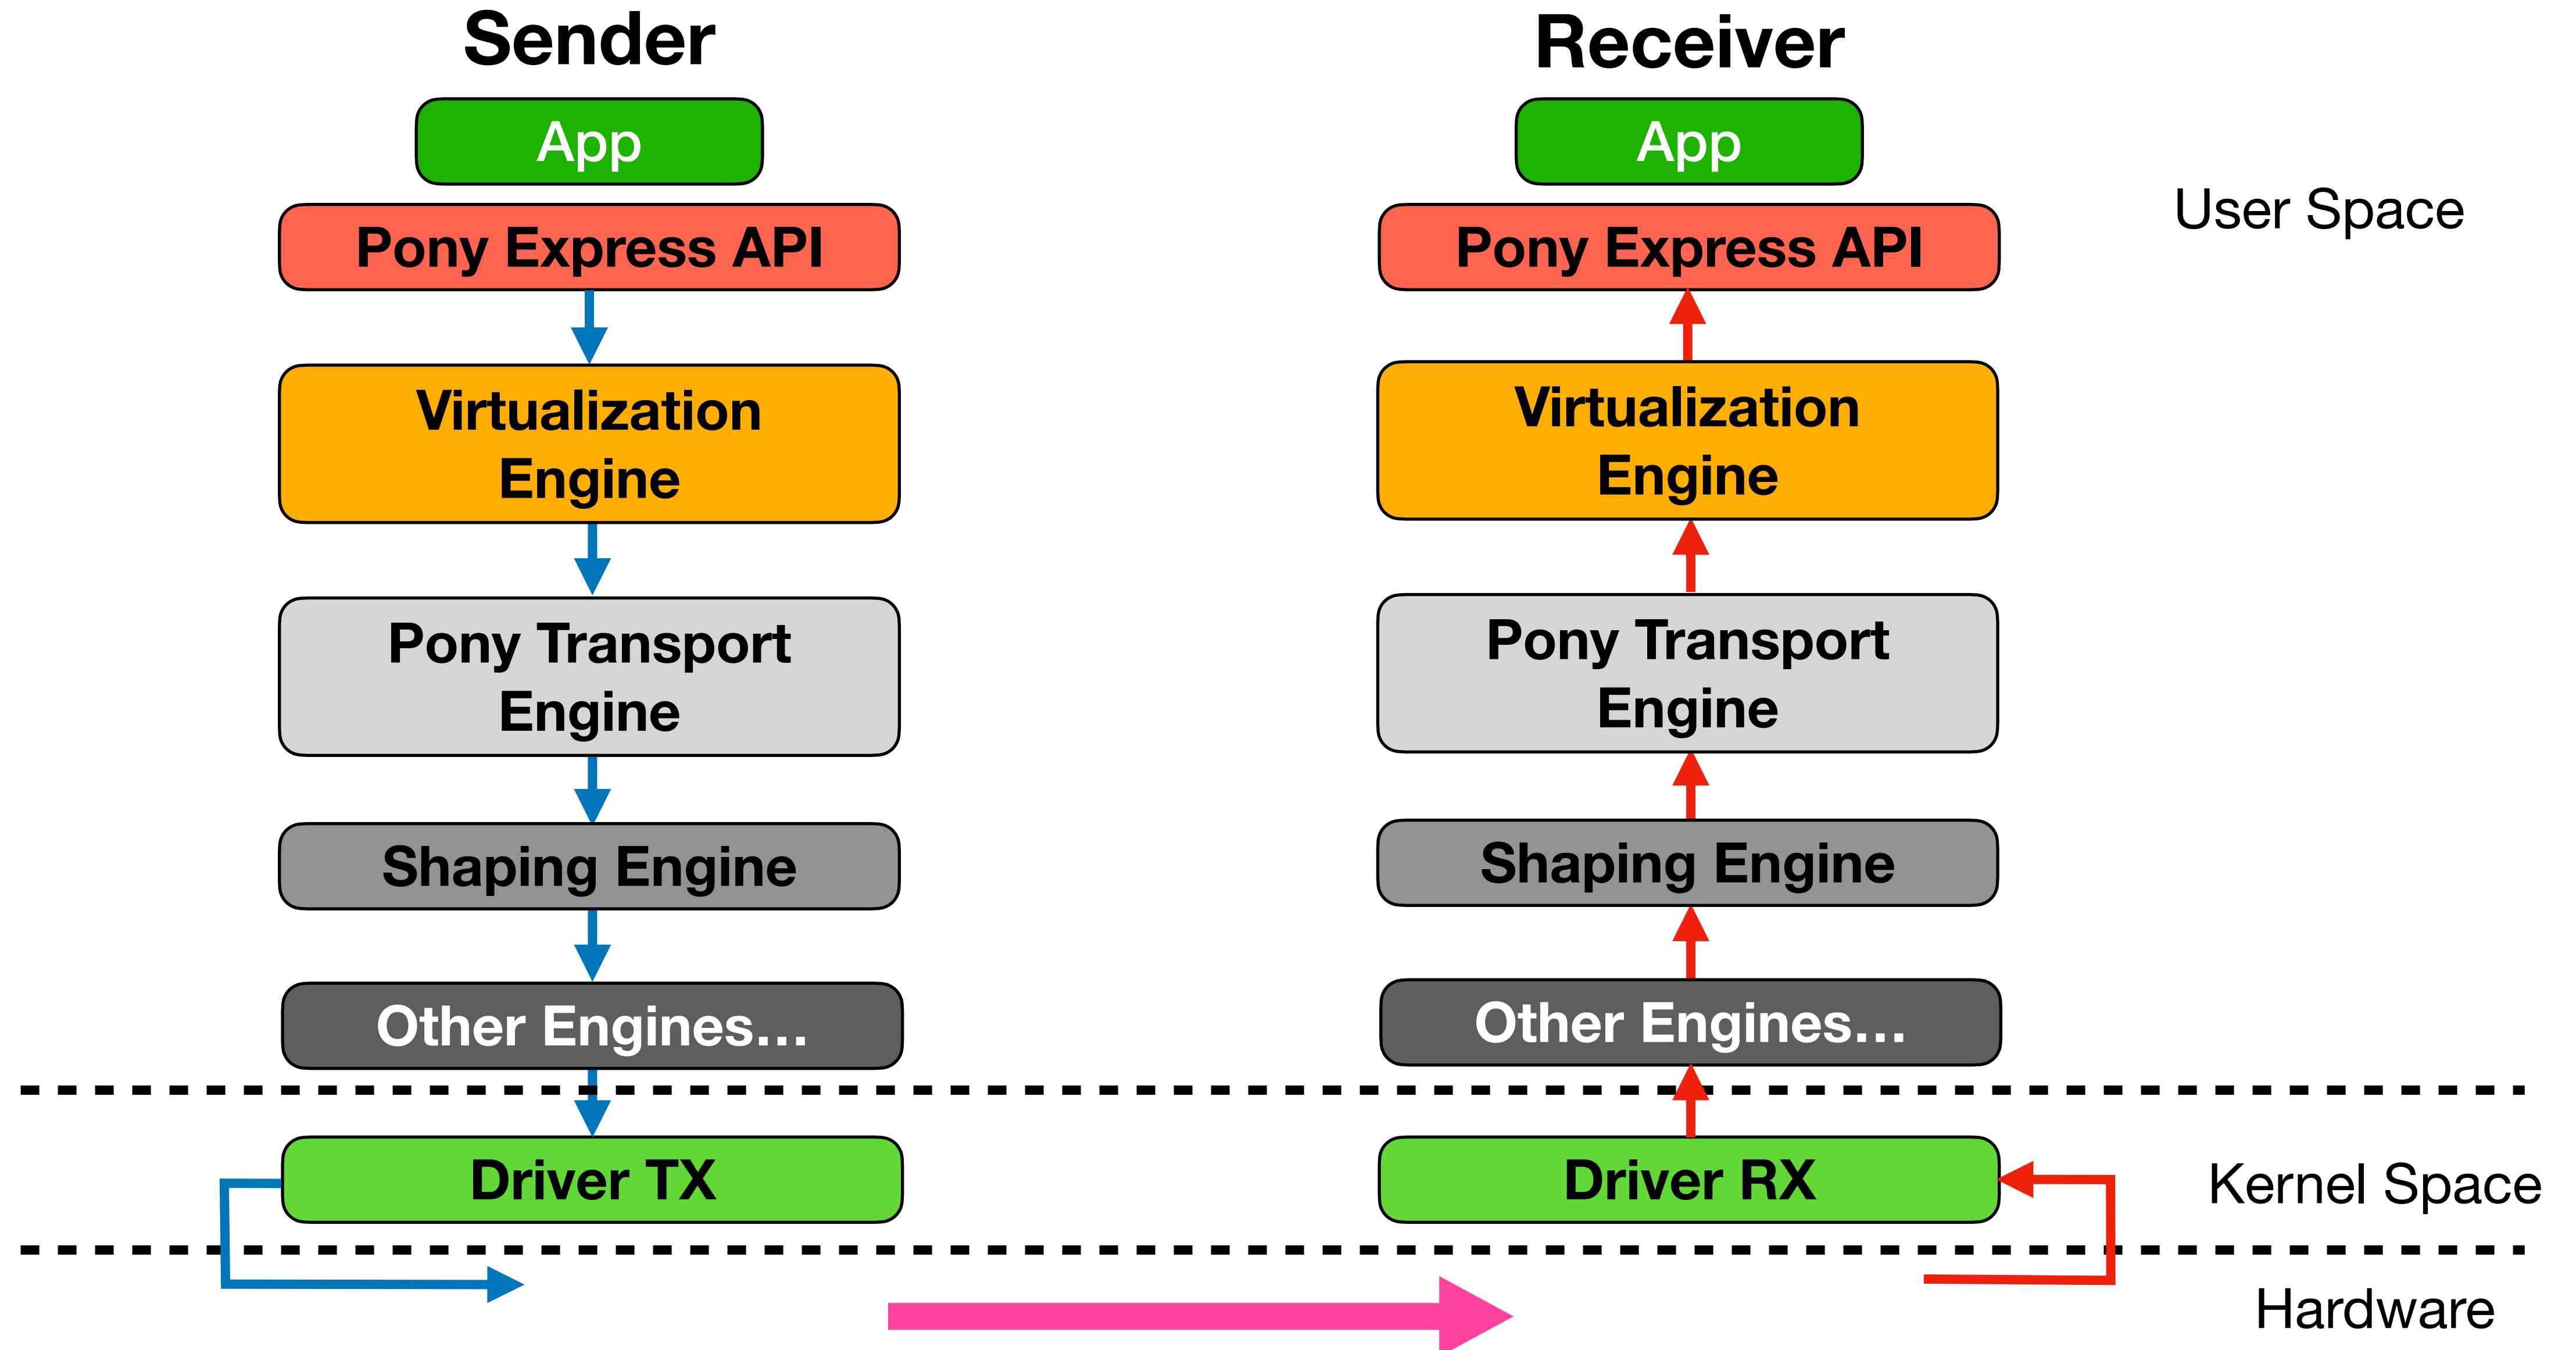 Sender
Receiver
App
App
Pony Express API
Pony Express API
User Space
Virtualization
Engine
Virtualization
Engine
Pony Transport
Engine
Pony Transport
Engine
Shaping Engine
Shaping Engine
Other Engines...
Other Engines...
Driver TX
Driver RX
Kernel Space
Hardware